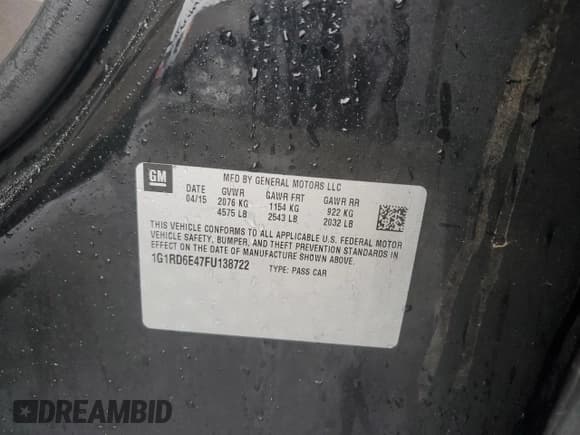 GM
MFD BY GENERAL MOTORS LLC
DATE GVWR GAWR FRT GAWR RR
04/15 2076 KG 1154 KG 922 KG
4575 LB 2543 LB 2032 LB
THIS VEHICLE CONFORMS TO ALL APPLICABLE U.S. FEDERAL MOTOR
VEHICLE SAFETY, BUMPER, AND THEFT PREVENTION STANDARDS IN
EFFECT ON THE DATE OF MANUFACTURE SHOWN ABOVE.
1G1RD6E47FU138722 TYPE: PASS CAR
DREAMBID